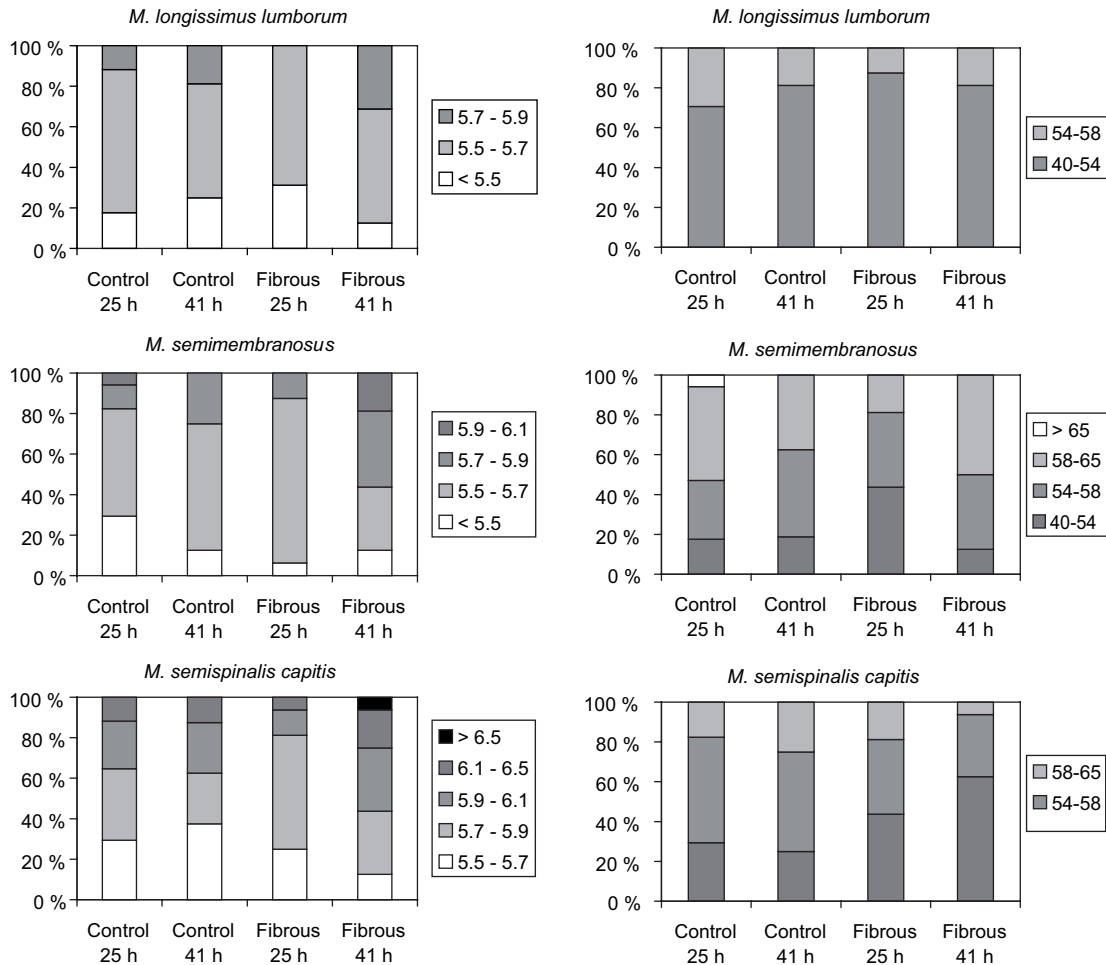 M. longissimus lumborum
100 %
80 %
60 %
40 %
20 %
0 %
Control 25 h
Control 41 h
Fibrous 25 h
Fibrous 41 h
5.7 - 5.9
5.5 - 5.7
< 5.5
M. longissimus lumborum
100 %
80 %
60 %
40 %
20 %
0 %
Control 25 h
Control 41 h
Fibrous 25 h
Fibrous 41 h
54-58
40-54
M. semimembranosus
100 %
80 %
60 %
40 %
20 %
0 %
Control 25 h
Control 41 h
Fibrous 25 h
Fibrous 41 h
5.9 - 6.1
5.7 - 5.9
5.5 - 5.7
< 5.5
M. semimembranosus
100 %
80 %
60 %
40 %
20 %
0 %
Control 25 h
Control 41 h
Fibrous 25 h
Fibrous 41 h
> 65
58-65
54-58
40-54
M. semispinalis capitis
100 %
80 %
60 %
40 %
20 %
0 %
Control 25 h
Control 41 h
Fibrous 25 h
Fibrous 41 h
> 6.5
6.1 - 6.5
5.9 - 6.1
5.7 - 5.9
5.5 - 5.7
M. semispinalis capitis
100 %
80 %
60 %
40 %
20 %
0 %
Control 25 h
Control 41 h
Fibrous 25 h
Fibrous 41 h
58-65
54-58